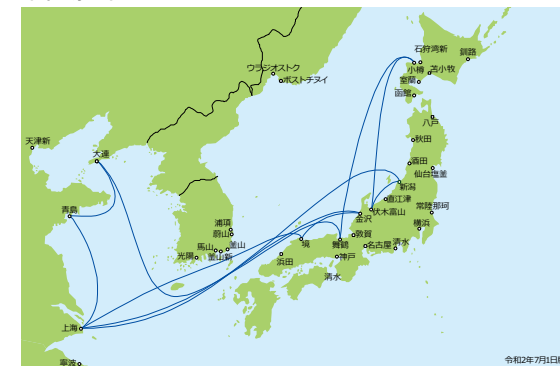 石狩湾新
釧路
小樽
苫小牧
室蘭
函館
ウラジオストク
ポストチヌイ
八戸
天津新
秋田
大連
酒田
仙台塩釜
新潟
直江津
常陸那珂
青島
伏木富山
金沢
浦項
蔚山
横浜
敦賀
馬山
釜山
境
舞鶴
名古屋
清水
光陽
釜山新
浜田
神戸
清水
上海
寧波
令和2年7月1日